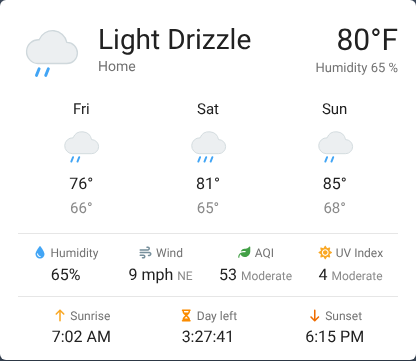 Light Drizzle 80°F
Home Humidity 65 %
Fri Sat Sun
76° 81° 85°
66° 65° 68°
Humidity Wind AQI UV Index
65% 9 mph NE 53 Moderate 4 Moderate
Sunrise Day left Sunset
7:02 AM 3:27:41 6:15 PM